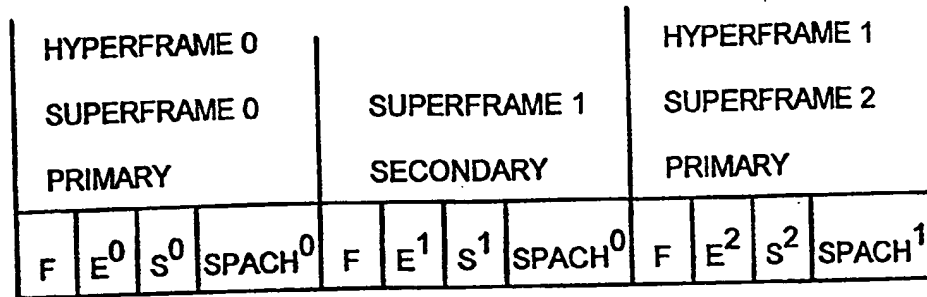 HYPERFRAME 0
SUPERFRAME 0
PRIMARY
SUPERFRAME 1
SECONDARY
HYPERFRAME 1
SUPERFRAME 2
PRIMARY
F E⁰ S⁰ SPACH⁰ F E¹ S¹ SPACH⁰ F E² S² SPACH¹